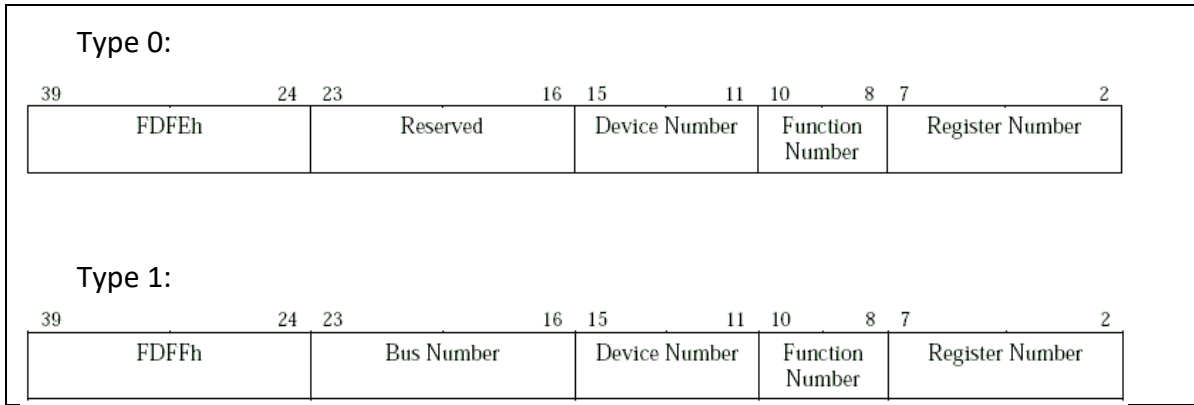 Type 0:
39 24 23 16 15 11 10 8 7 2
FDFEh Reserved Device Number Function Number Register Number
Type 1:
39 24 23 16 15 11 10 8 7 2
FDFFh Bus Number Device Number Function Number Register Number